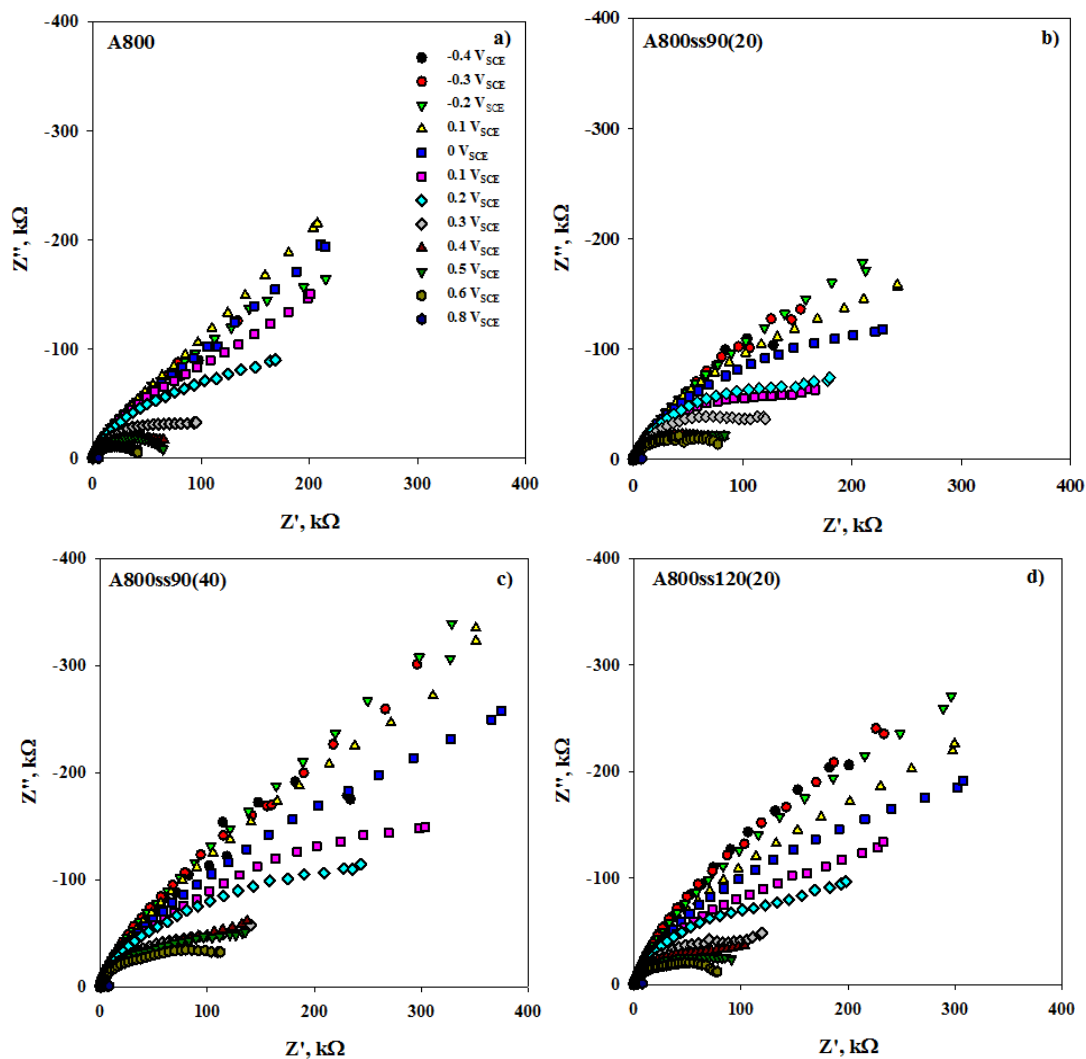 A800
a)
-0.4 VSCE
-0.3 VSCE
-0.2 VSCE
0.1 VSCE
0 VSCE
0.1 VSCE
0.2 VSCE
0.3 VSCE
0.4 VSCE
0.5 VSCE
0.6 VSCE
0.8 VSCE
-400
-300
-200
-100
0
Z'', kΩ
0 100 200 300 400
Z', kΩ
A800ss90(20)
b)
-400
-300
-200
-100
0
Z'', kΩ
0 100 200 300 400
Z', kΩ
A800ss90(40)
c)
-400
-300
-200
-100
0
Z'', kΩ
0 100 200 300 400
Z', kΩ
A800ss120(20)
d)
-400
-300
-200
-100
0
Z'', kΩ
0 100 200 300 400
Z', kΩ